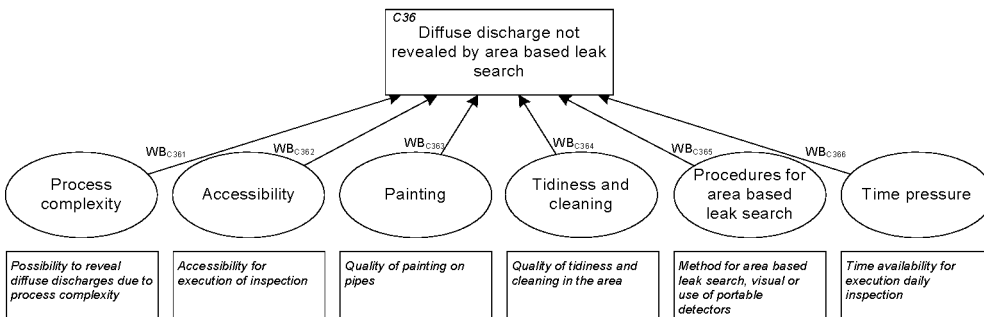 C36
Diffuse discharge not
revealed by area based leak
search
WBC361
WBC362
WBC363
WBC364
WBC365
WBC366
Process
complexity
Accessibility
Painting
Tidiness and
cleaning
Procedures for
area based
leak search
Time pressure
Possibility to reveal
diffuse discharges due to
process complexity
Accessibility for
execution of inspection
Quality of painting on
pipes
Quality of tidiness and
cleaning in the area
Method for area based
leak search, visual or
use of portable
detectors
Time availability for
execution daily
inspection